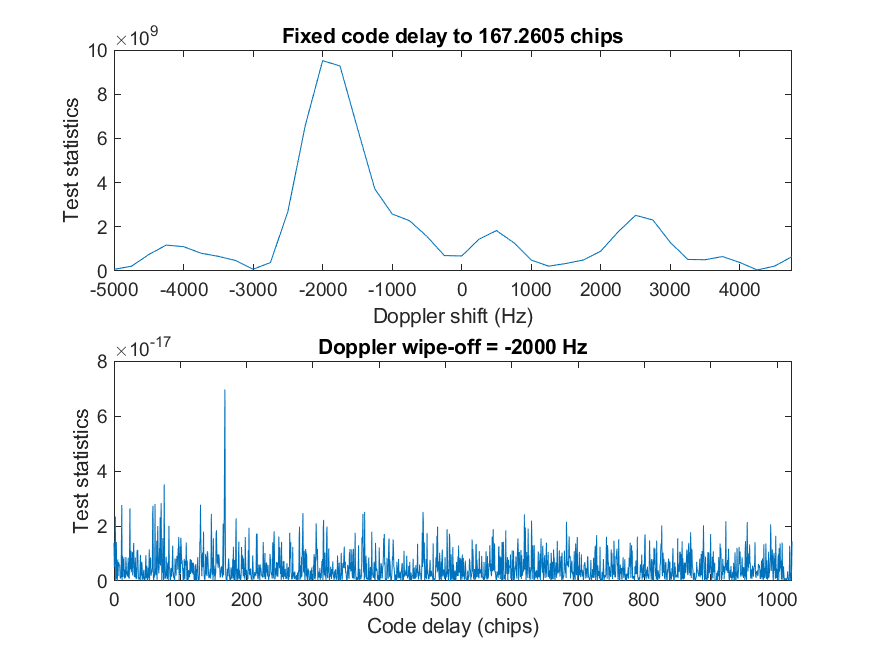 ×10⁹
Fixed code delay to 167.2605 chips
10
8
6
4
2
0
Test statistics
-5000 -4000 -3000 -2000 -1000 0 1000 2000 3000 4000
Doppler shift (Hz)
×10⁻¹⁷
Doppler wipe-off = -2000 Hz
8
6
4
2
0
Test statistics
0 100 200 300 400 500 600 700 800 900 1000
Code delay (chips)